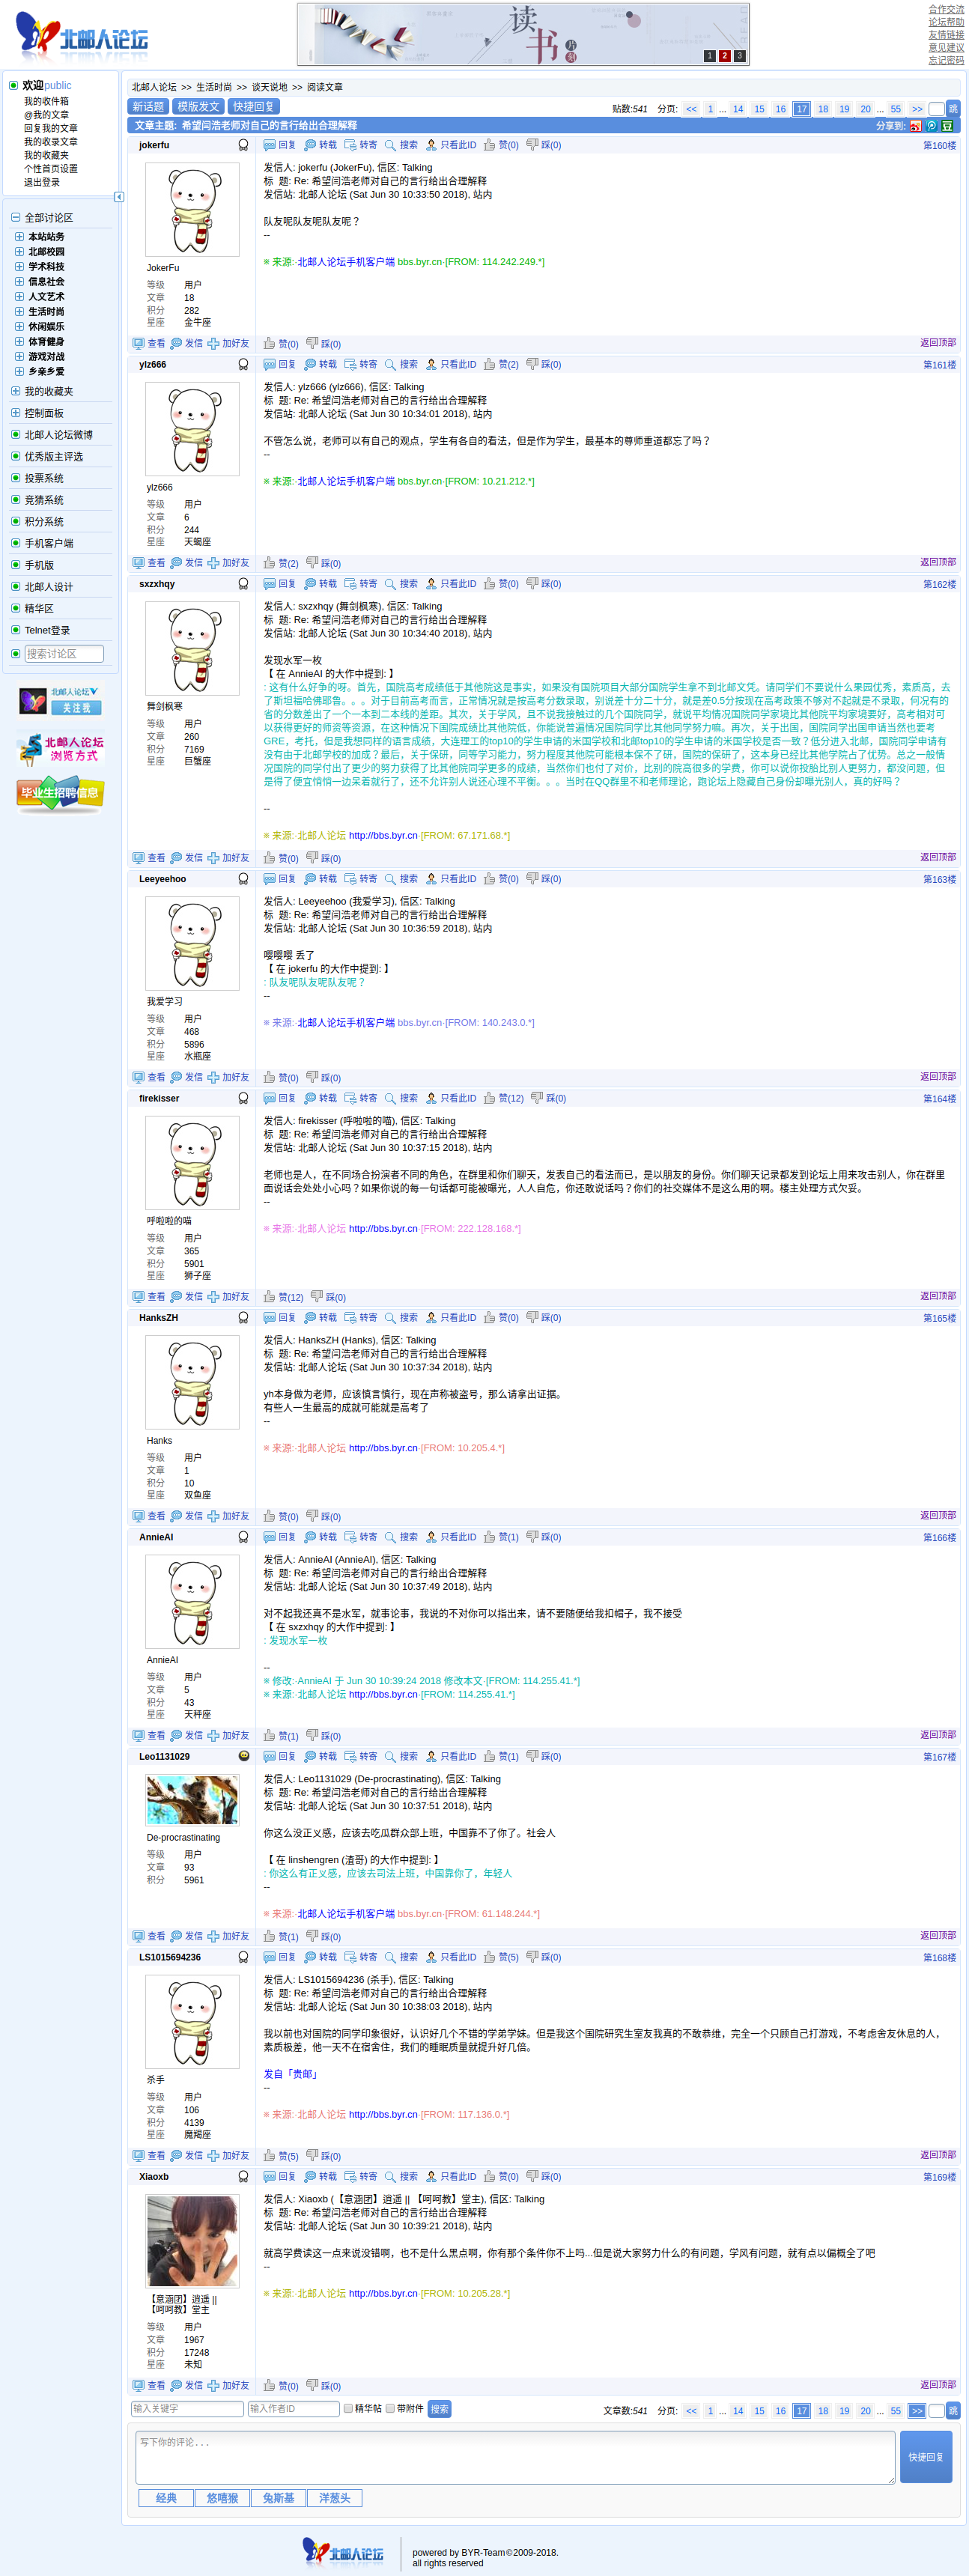 北邮人论坛
读书
片刻
1 2 3
合作交流
论坛帮助
友情链接
意见建议
忘记密码
欢迎public
我的收件箱
@我的文章
回复我的文章
我的收录文章
我的收藏夹
个性首页设置
退出登录
全部讨论区
本站站务
北邮校园
学术科技
信息社会
人文艺术
生活时尚
休闲娱乐
体育健身
游戏对战
乡亲乡爱
我的收藏夹
控制面板
北邮人论坛微博
优秀版主评选
投票系统
竞猜系统
积分系统
手机客户端
手机版
北邮人设计
精华区
Telnet登录
搜索讨论区
北邮人论坛
关注我
北邮人论坛
浏览方式
毕业生招聘信息
北邮人论坛 >> 生活时尚 >> 谈天说地 >> 阅读文章
新话题 模版发文 快捷回复
贴数:541 分页: << 1 ... 14 15 16 17 18 19 20 ... 55 >> 跳
文章主题: 希望闫浩老师对自己的言行给出合理解释
分享到:
jokerfu
回复 转载 转寄 搜索 只看此ID 赞(0) 踩(0)
第160楼
JokerFu
等级 用户
文章 18
积分 282
星座 金牛座
发信人: jokerfu (JokerFu), 信区: Talking
标 题: Re: 希望闫浩老师对自己的言行给出合理解释
发信站: 北邮人论坛 (Sat Jun 30 10:33:50 2018), 站内
队友呢队友呢队友呢？
--
※ 来源:·北邮人论坛手机客户端 bbs.byr.cn·[FROM: 114.242.249.*]
查看 发信 加好友
赞(0) 踩(0)
返回顶部
ylz666
回复 转载 转寄 搜索 只看此ID 赞(2) 踩(0)
第161楼
ylz666
等级 用户
文章 6
积分 244
星座 天蝎座
发信人: ylz666 (ylz666), 信区: Talking
标 题: Re: 希望闫浩老师对自己的言行给出合理解释
发信站: 北邮人论坛 (Sat Jun 30 10:34:01 2018), 站内
不管怎么说，老师可以有自己的观点，学生有各自的看法，但是作为学生，最基本的尊师重道都忘了吗？
--
※ 来源:·北邮人论坛手机客户端 bbs.byr.cn·[FROM: 10.21.212.*]
查看 发信 加好友
赞(2) 踩(0)
返回顶部
sxzxhqy
回复 转载 转寄 搜索 只看此ID 赞(0) 踩(0)
第162楼
舞剑枫寒
等级 用户
文章 260
积分 7169
星座 巨蟹座
发信人: sxzxhqy (舞剑枫寒), 信区: Talking
标 题: Re: 希望闫浩老师对自己的言行给出合理解释
发信站: 北邮人论坛 (Sat Jun 30 10:34:40 2018), 站内
发现水军一枚
【 在 AnnieAI 的大作中提到: 】
: 这有什么好争的呀。首先，国院高考成绩低于其他院这是事实，如果没有国院项目大部分国院学生拿不到北邮文凭。请同学们不要说什么果园优秀，素质高，去
了斯坦福哈佛耶鲁。。。对于目前高考而言，正常情况就是按高考分数录取，别说差十分二十分，就是差0.5分按现在高考政策不够对不起就是不录取，何况有的
省的分数差出了一个一本到二本线的差距。其次，关于学风，且不说我接触过的几个国院同学，就说平均情况国院同学家境比其他院平均家境要好，高考相对可
以获得更好的师资等资源，在这种情况下国院成绩比其他院低，你能说普遍情况国院同学比其他同学努力嘛。再次，关于出国，国院同学出国申请当然也要考
GRE，考托，但是我想同样的语言成绩，大连理工的top10的学生申请的米国学校和北邮top10的学生申请的米国学校是否一致？低分进入北邮，国院同学申请有
没有由于北邮学校的加成？最后，关于保研，同等学习能力，努力程度其他院可能根本保不了研，国院的保研了，这本身已经比其他学院占了优势。总之一般情
况国院的同学付出了更少的努力获得了比其他院同学更多的成绩，当然你们也付了对价，比别的院高很多的学费，你可以说你投胎比别人更努力，都没问题，但
是得了便宜悄悄一边呆着就行了，还不允许别人说还心理不平衡。。。当时在QQ群里不和老师理论，跑论坛上隐藏自己身份却曝光别人，真的好吗？
--
※ 来源:·北邮人论坛 http://bbs.byr.cn·[FROM: 67.171.68.*]
查看 发信 加好友
赞(0) 踩(0)
返回顶部
Leeyeehoo
回复 转载 转寄 搜索 只看此ID 赞(0) 踩(0)
第163楼
我爱学习
等级 用户
文章 468
积分 5896
星座 水瓶座
发信人: Leeyeehoo (我爱学习), 信区: Talking
标 题: Re: 希望闫浩老师对自己的言行给出合理解释
发信站: 北邮人论坛 (Sat Jun 30 10:36:59 2018), 站内
嘤嘤嘤 丢了
【 在 jokerfu 的大作中提到: 】
: 队友呢队友呢队友呢？
--
※ 来源:·北邮人论坛手机客户端 bbs.byr.cn·[FROM: 140.243.0.*]
查看 发信 加好友
赞(0) 踩(0)
返回顶部
firekisser
回复 转载 转寄 搜索 只看此ID 赞(12) 踩(0)
第164楼
呼啦啦的喵
等级 用户
文章 365
积分 5901
星座 狮子座
发信人: firekisser (呼啦啦的喵), 信区: Talking
标 题: Re: 希望闫浩老师对自己的言行给出合理解释
发信站: 北邮人论坛 (Sat Jun 30 10:37:15 2018), 站内
老师也是人，在不同场合扮演者不同的角色，在群里和你们聊天，发表自己的看法而已，是以朋友的身份。你们聊天记录都发到论坛上用来攻击别人，你在群里
面说话会处处小心吗？如果你说的每一句话都可能被曝光，人人自危，你还敢说话吗？你们的社交媒体不是这么用的啊。楼主处理方式欠妥。
--
※ 来源:·北邮人论坛 http://bbs.byr.cn·[FROM: 222.128.168.*]
查看 发信 加好友
赞(12) 踩(0)
返回顶部
HanksZH
回复 转载 转寄 搜索 只看此ID 赞(0) 踩(0)
第165楼
Hanks
等级 用户
文章 1
积分 10
星座 双鱼座
发信人: HanksZH (Hanks), 信区: Talking
标 题: Re: 希望闫浩老师对自己的言行给出合理解释
发信站: 北邮人论坛 (Sat Jun 30 10:37:34 2018), 站内
yh本身做为老师，应该慎言慎行，现在声称被盗号，那么请拿出证据。
有些人一生最高的成就可能就是高考了
--
※ 来源:·北邮人论坛 http://bbs.byr.cn·[FROM: 10.205.4.*]
查看 发信 加好友
赞(0) 踩(0)
返回顶部
AnnieAI
回复 转载 转寄 搜索 只看此ID 赞(1) 踩(0)
第166楼
AnnieAI
等级 用户
文章 5
积分 43
星座 天秤座
发信人: AnnieAI (AnnieAI), 信区: Talking
标 题: Re: 希望闫浩老师对自己的言行给出合理解释
发信站: 北邮人论坛 (Sat Jun 30 10:37:49 2018), 站内
对不起我还真不是水军，就事论事，我说的不对你可以指出来，请不要随便给我扣帽子，我不接受
【 在 sxzxhqy 的大作中提到: 】
: 发现水军一枚
--
※ 修改:·AnnieAI 于 Jun 30 10:39:24 2018 修改本文·[FROM: 114.255.41.*]
※ 来源:·北邮人论坛 http://bbs.byr.cn·[FROM: 114.255.41.*]
查看 发信 加好友
赞(1) 踩(0)
返回顶部
Leo1131029
回复 转载 转寄 搜索 只看此ID 赞(1) 踩(0)
第167楼
De-procrastinating
等级 用户
文章 93
积分 5961
发信人: Leo1131029 (De-procrastinating), 信区: Talking
标 题: Re: 希望闫浩老师对自己的言行给出合理解释
发信站: 北邮人论坛 (Sat Jun 30 10:37:51 2018), 站内
你这么没正义感，应该去吃瓜群众部上班，中国靠不了你了。社会人
【 在 linshengren (渣哥) 的大作中提到: 】
: 你这么有正义感，应该去司法上班，中国靠你了，年轻人
--
※ 来源:·北邮人论坛手机客户端 bbs.byr.cn·[FROM: 61.148.244.*]
查看 发信 加好友
赞(1) 踩(0)
返回顶部
LS1015694236
回复 转载 转寄 搜索 只看此ID 赞(5) 踩(0)
第168楼
杀手
等级 用户
文章 106
积分 4139
星座 魔羯座
发信人: LS1015694236 (杀手), 信区: Talking
标 题: Re: 希望闫浩老师对自己的言行给出合理解释
发信站: 北邮人论坛 (Sat Jun 30 10:38:03 2018), 站内
我以前也对国院的同学印象很好，认识好几个不错的学弟学妹。但是我这个国院研究生室友我真的不敢恭维，完全一个只顾自己打游戏，不考虑舍友休息的人，
素质极差，他一天不在宿舍住，我们的睡眠质量就提升好几倍。
发自「贵邮」
--
※ 来源:·北邮人论坛 http://bbs.byr.cn·[FROM: 117.136.0.*]
查看 发信 加好友
赞(5) 踩(0)
返回顶部
Xiaoxb
回复 转载 转寄 搜索 只看此ID 赞(0) 踩(0)
第169楼
【意涵团】逍遥 ||
【呵呵教】堂主
等级 用户
文章 1967
积分 17248
星座 未知
发信人: Xiaoxb (【意涵团】逍遥 || 【呵呵教】堂主), 信区: Talking
标 题: Re: 希望闫浩老师对自己的言行给出合理解释
发信站: 北邮人论坛 (Sat Jun 30 10:39:21 2018), 站内
就高学费读这一点来说没错啊，也不是什么黑点啊，你有那个条件你不上吗...但是说大家努力什么的有问题，学风有问题，就有点以偏概全了吧
--
※ 来源:·北邮人论坛 http://bbs.byr.cn·[FROM: 10.205.28.*]
查看 发信 加好友
赞(0) 踩(0)
返回顶部
输入关键字 输入作者ID 精华帖 带附件 搜索
文章数:541 分页: << 1 ... 14 15 16 17 18 19 20 ... 55 >> 跳
写下你的评论...
快捷回复
经典 悠嘻猴 兔斯基 洋葱头
北邮人论坛
powered by BYR-Team©2009-2018.
all rights reserved